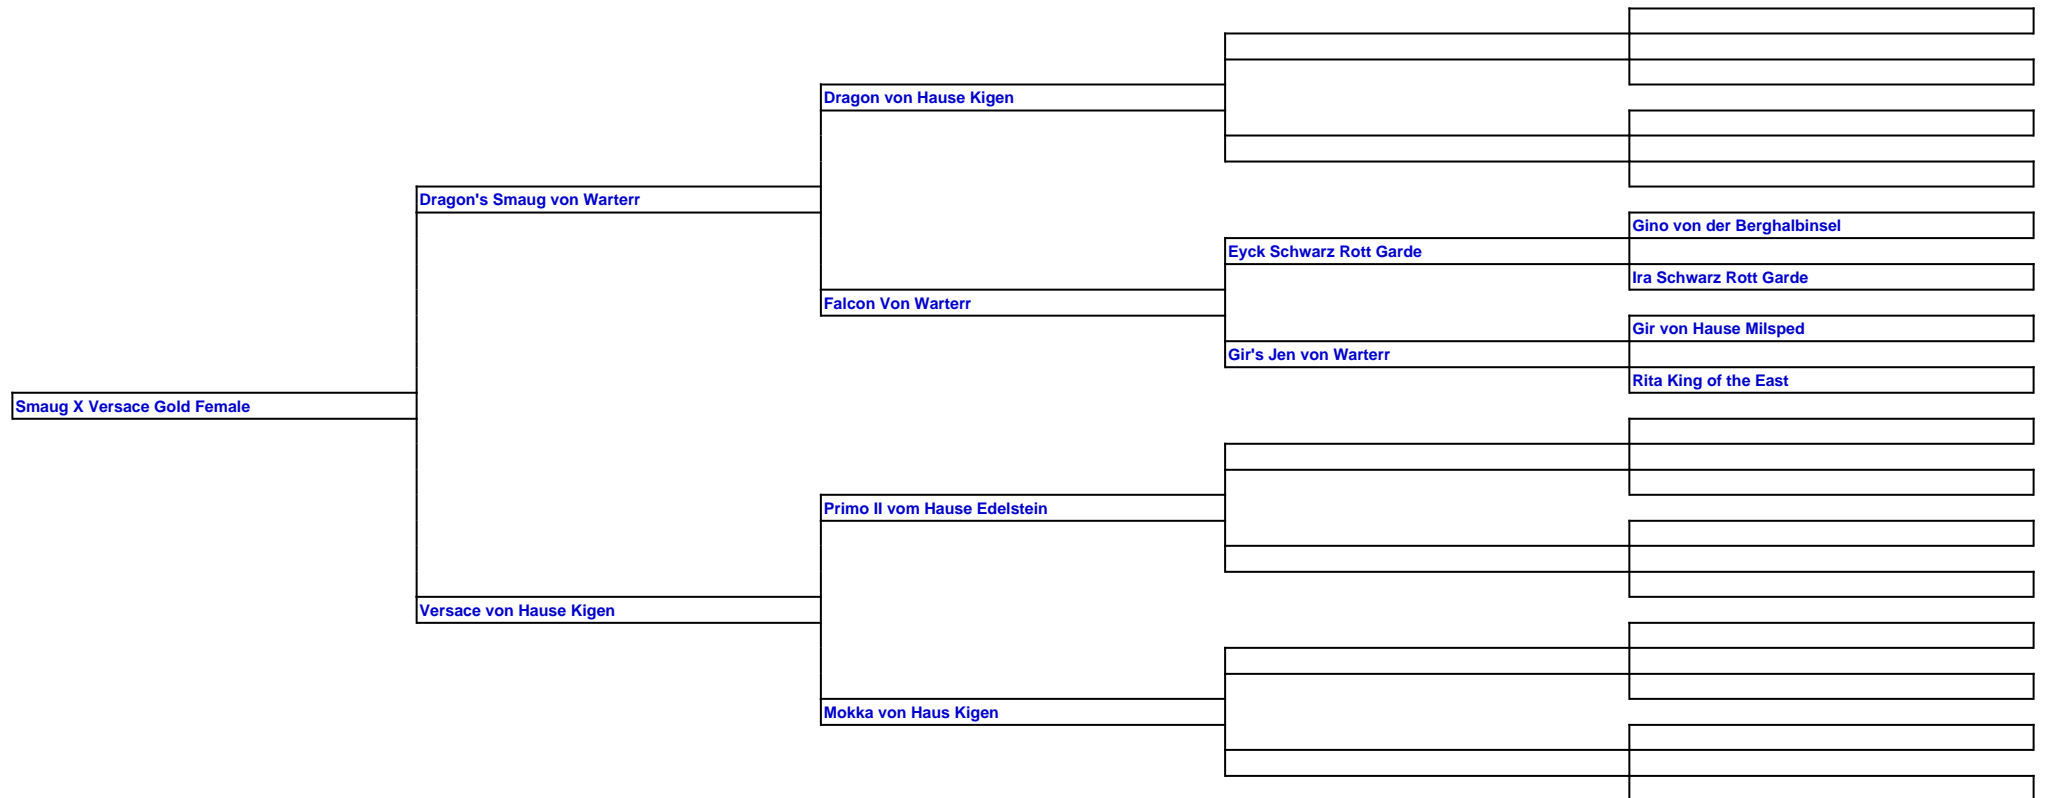 Dragon von Hause Kigen
Dragon's Smaug von Warterr
Gino von der Berghalbinsel
Eyck Schwarz Rott Garde
Ira Schwarz Rott Garde
Falcon Von Warterr
Gir von Hause Milsped
Gir's Jen von Warterr
Rita King of the East
Smaug X Versace Gold Female
Primo II vom Hause Edelstein
Versace von Hause Kigen
Mokka von Haus Kigen